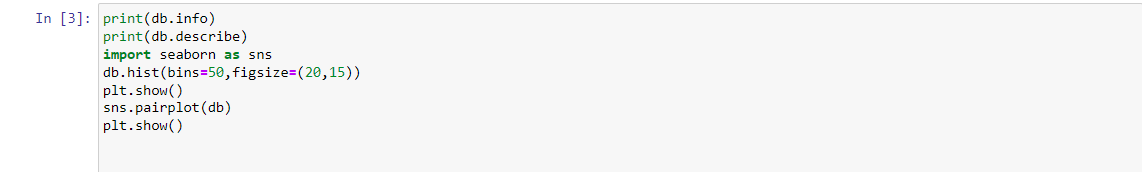 In [3]: print(db.info)
print(db.describe)
import seaborn as sns
db.hist(bins=50,figsize=(20,15))
plt.show()
sns.pairplot(db)
plt.show()